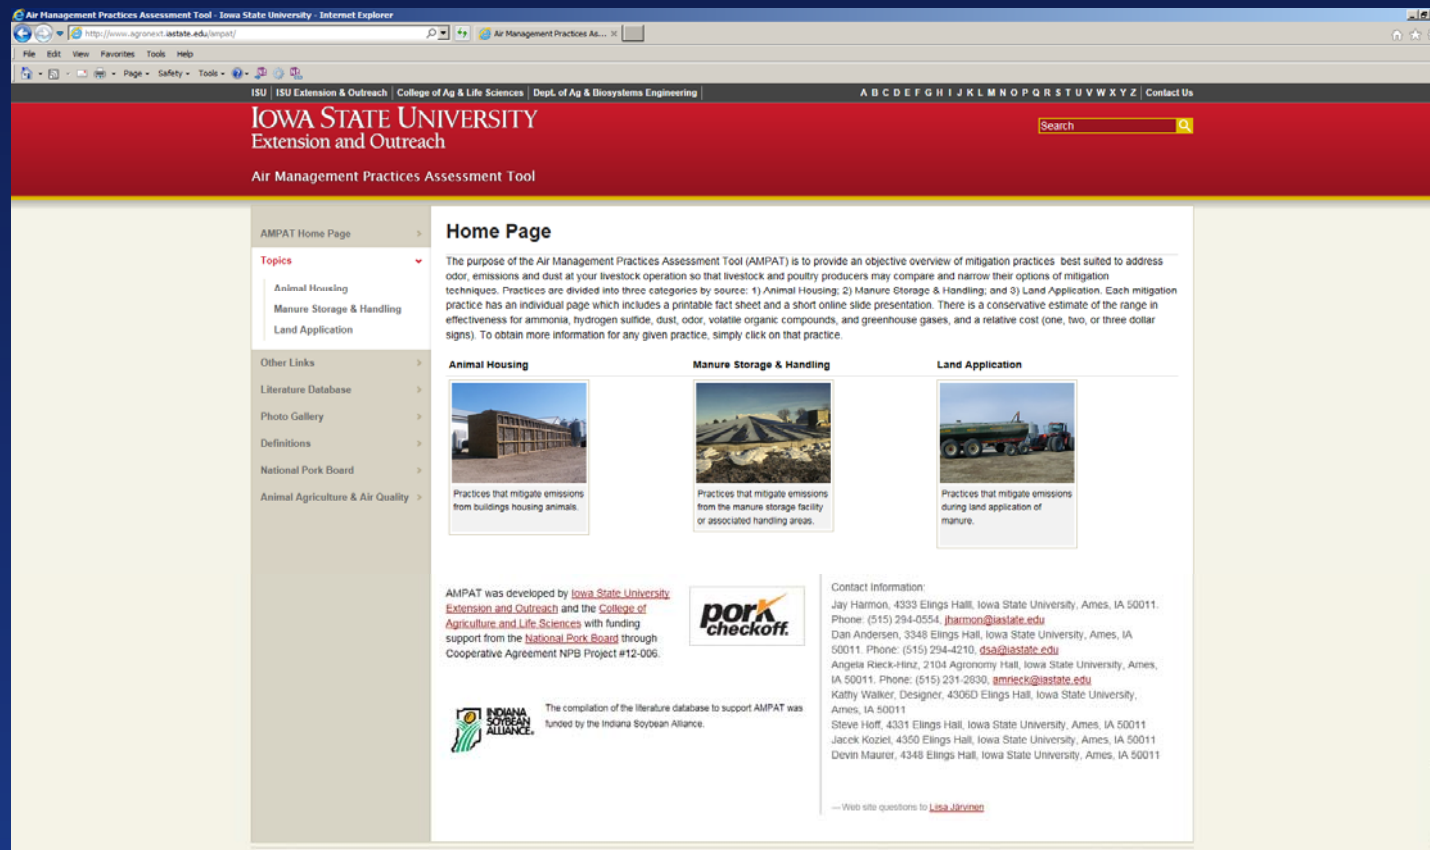 Air Management Practices Assessment Tool - Iowa State University - Internet Explorer
http://www.agronext.iastate.edu/ampat/
Air Management Practices As...
File Edit View Favorites Tools Help
Page Safety Tools
ISU | ISU Extension & Outreach | College of Ag & Life Sciences | Dept. of Ag & Biosystems Engineering |
A B C D E F G H I J K L M N O P Q R S T U V W X Y Z | Contact Us
IOWA STATE UNIVERSITY
Extension and Outreach
Search
Air Management Practices Assessment Tool
AMPAT Home Page
Topics
Animal Housing
Manure Storage & Handling
Land Application
Other Links
Literature Database
Photo Gallery
Definitions
National Pork Board
Animal Agriculture & Air Quality
Home Page
The purpose of the Air Management Practices Assessment Tool (AMPAT) is to provide an objective overview of mitigation practices best suited to address
odor, emissions and dust at your livestock operation so that livestock and poultry producers may compare and narrow their options of mitigation
techniques. Practices are divided into three categories by source: 1) Animal Housing; 2) Manure Storage & Handling; and 3) Land Application. Each mitigation
practice has an individual page which includes a printable fact sheet and a short online slide presentation. There is a conservative estimate of the range in
effectiveness for ammonia, hydrogen sulfide, dust, odor, volatile organic compounds, and greenhouse gases, and a relative cost (one, two, or three dollar
signs). To obtain more information for any given practice, simply click on that practice.
Animal Housing
Practices that mitigate emissions
from buildings housing animals.
Manure Storage & Handling
Practices that mitigate emissions
from the manure storage facility
or associated handling areas.
Land Application
Practices that mitigate emissions
during land application of
manure.
AMPAT was developed by Iowa State University
Extension and Outreach and the College of
Agriculture and Life Sciences with funding
support from the National Pork Board through
Cooperative Agreement NPB Project #12-006.
pork
checkoff.
INDIANA
SOYBEAN
ALLIANCE.
The compilation of the literature database to support AMPAT was
funded by the Indiana Soybean Alliance.
Contact Information:
Jay Harmon, 4333 Elings Halll, Iowa State University, Ames, IA 50011.
Phone: (515) 294-0554, jharmon@iastate.edu
Dan Andersen, 3348 Elings Hall, Iowa State University, Ames, IA
50011. Phone: (515) 294-4210, dsa@iastate.edu
Angela Rieck-Hinz, 2104 Agronomy Hall, Iowa State University, Ames,
IA 50011. Phone: (515) 231-2830, amrieck@iastate.edu
Kathy Walker, Designer, 4306D Elings Hall, Iowa State University,
Ames, IA 50011
Steve Hoff, 4331 Elings Hall, Iowa State University, Ames, IA 50011
Jacek Koziel, 4350 Elings Hall, Iowa State University, Ames, IA 50011
Devin Maurer, 4348 Elings Hall, Iowa State University, Ames, IA 50011
— Web site questions to Liisa Järvinen